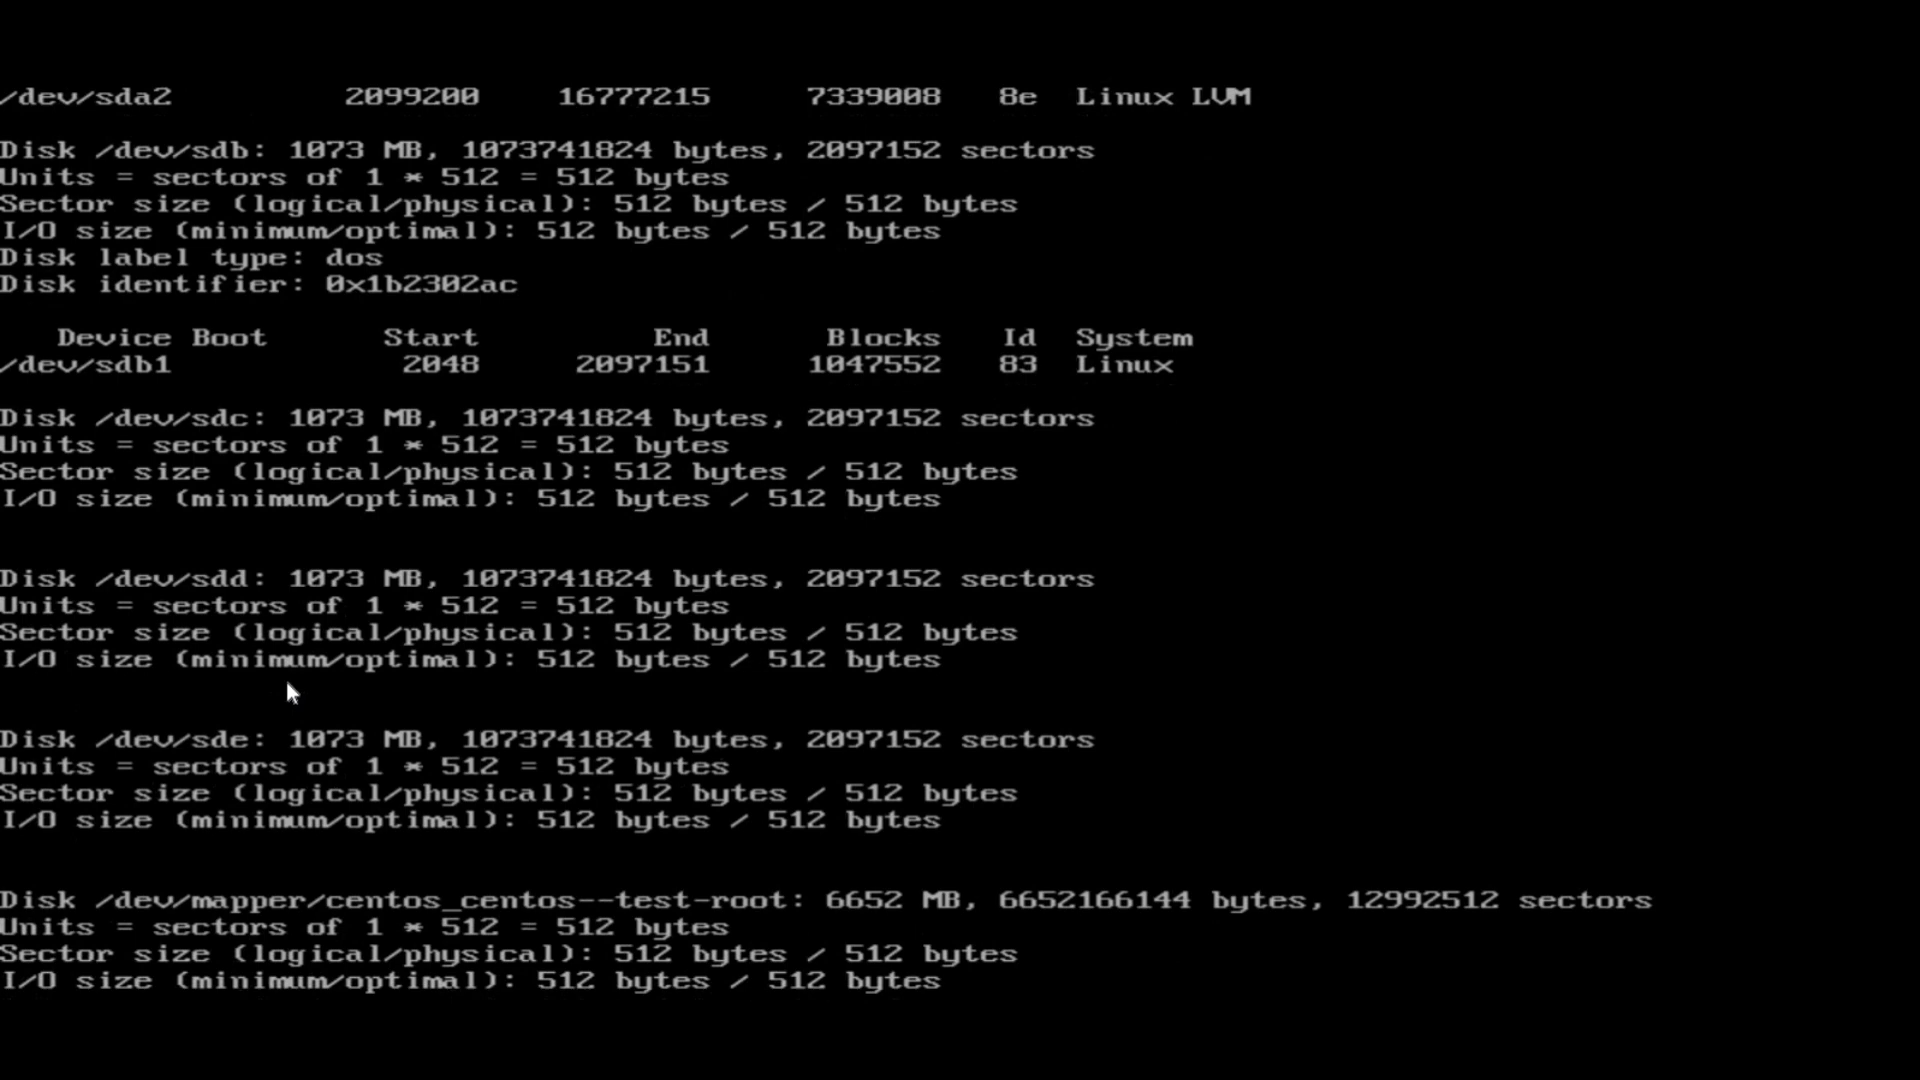 /dev/sda2         2099200    16777215     7339008   8e  Linux LVM
Disk /dev/sdb: 1073 MB, 1073741824 bytes, 2097152 sectors
Units = sectors of 1 * 512 = 512 bytes
Sector size (logical/physical): 512 bytes / 512 bytes
I/O size (minimum/optimal): 512 bytes / 512 bytes
Disk label type: dos
Disk identifier: 0x1b2302ac
   Device Boot      Start         End      Blocks   Id  System
/dev/sdb1            2048     2097151     1047552   83  Linux
Disk /dev/sdc: 1073 MB, 1073741824 bytes, 2097152 sectors
Units = sectors of 1 * 512 = 512 bytes
Sector size (logical/physical): 512 bytes / 512 bytes
I/O size (minimum/optimal): 512 bytes / 512 bytes
Disk /dev/sdd: 1073 MB, 1073741824 bytes, 2097152 sectors
Units = sectors of 1 * 512 = 512 bytes
Sector size (logical/physical): 512 bytes / 512 bytes
I/O size (minimum/optimal): 512 bytes / 512 bytes
Disk /dev/sde: 1073 MB, 1073741824 bytes, 2097152 sectors
Units = sectors of 1 * 512 = 512 bytes
Sector size (logical/physical): 512 bytes / 512 bytes
I/O size (minimum/optimal): 512 bytes / 512 bytes
Disk /dev/mapper/centos_centos--test-root: 6652 MB, 6652166144 bytes, 12992512 sectors
Units = sectors of 1 * 512 = 512 bytes
Sector size (logical/physical): 512 bytes / 512 bytes
I/O size (minimum/optimal): 512 bytes / 512 bytes